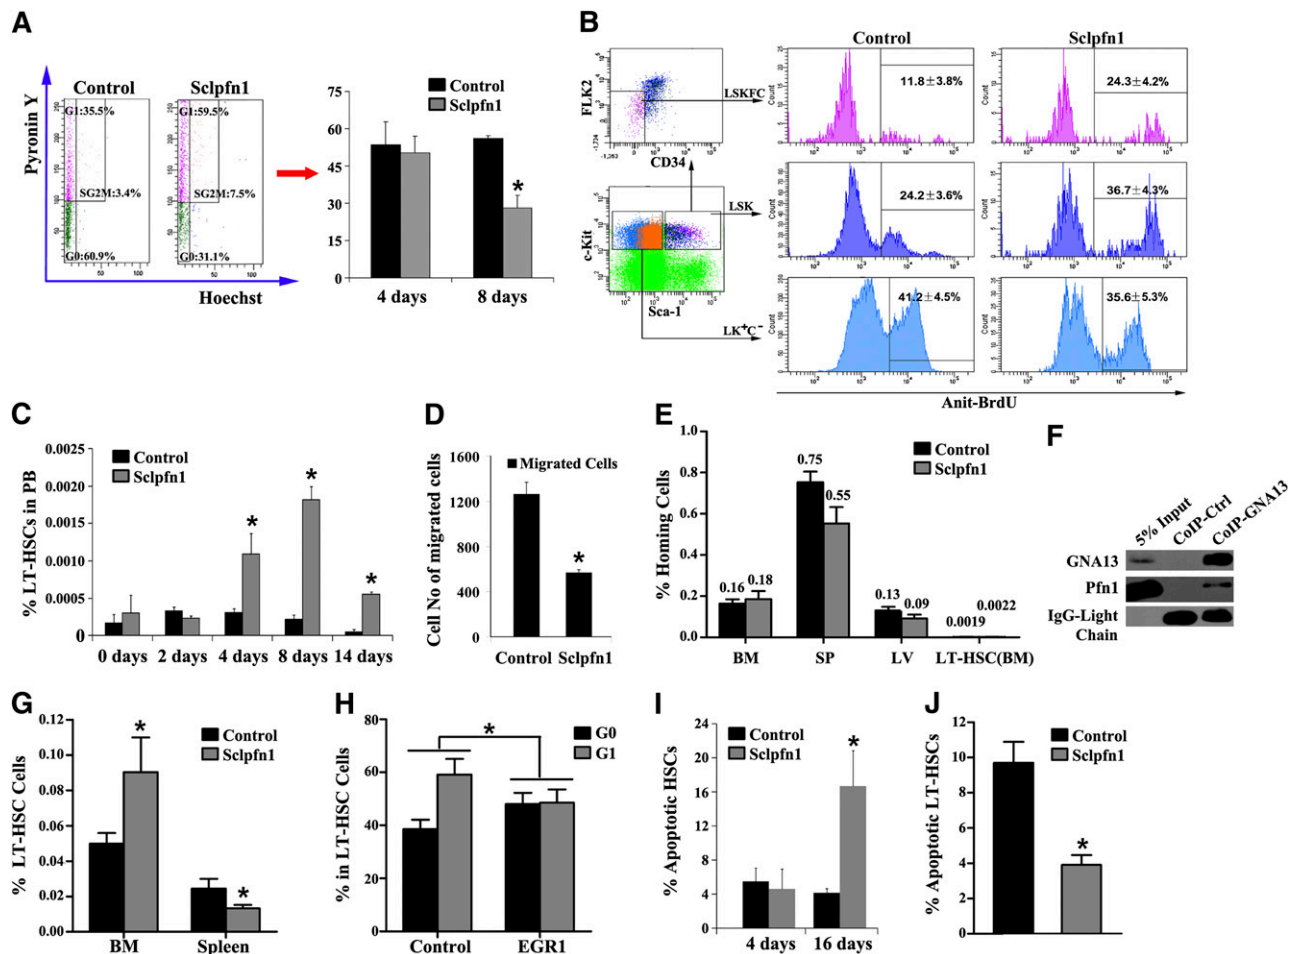 A
Control
Sclpfn1
Pyronin Y
G1:35.5%
G1:59.5%
SG2M:3.4%
SG2M:7.5%
G0:60.9%
G0:31.1%
50 100
50 100
Hoechst
Control
Sclpfn1
75
60
45
30
15
0
*
4 days
8 days
B
Control
Sclpfn1
FLK2
CD34
LSKFC
c-Kit
Sca-1
LSK
LK⁺C⁻
Count
11.8±3.8%
24.3±4.2%
Count
24.2±3.6%
36.7±4.3%
Count
41.2±4.5%
35.6±5.3%
Anit-BrdU
C
% LT-HSCs in PB
0.0025
0.0020
0.0015
0.0010
0.0005
0
Control
Sclpfn1
* * *
0 days 2 days 4 days 8 days 14 days
D
Cell No of migrated cells
1600
1200
800
400
0
Migrated Cells
*
Control Sclpfn1
E
% Homing Cells
1.0
0.8
0.6
0.4
0.2
0.0
Control
Sclpfn1
0.16 0.18
0.75
0.55
0.13
0.09
0.0019
0.0022
BM SP LV LT-HSC(BM)
F
5% Input
CoIP-Ctrl
CoIP-GNA13
GNA13
Pfn1
IgG-Light
Chain
G
% LT-HSC Cells
0.12
0.10
0.08
0.06
0.04
0.02
0.00
Control
Sclpfn1
*
*
BM Spleen
H
% in LT-HSC Cells
80
60
40
20
0
G0
G1
*
Control EGR1
I
% Apoptotic HSCs
24
20
16
12
8
4
0
Control
Sclpfn1
*
4 days 16 days
J
% Apoptotic LT-HSCs
12
10
8
6
4
2
0
Control
Sclpfn1
*